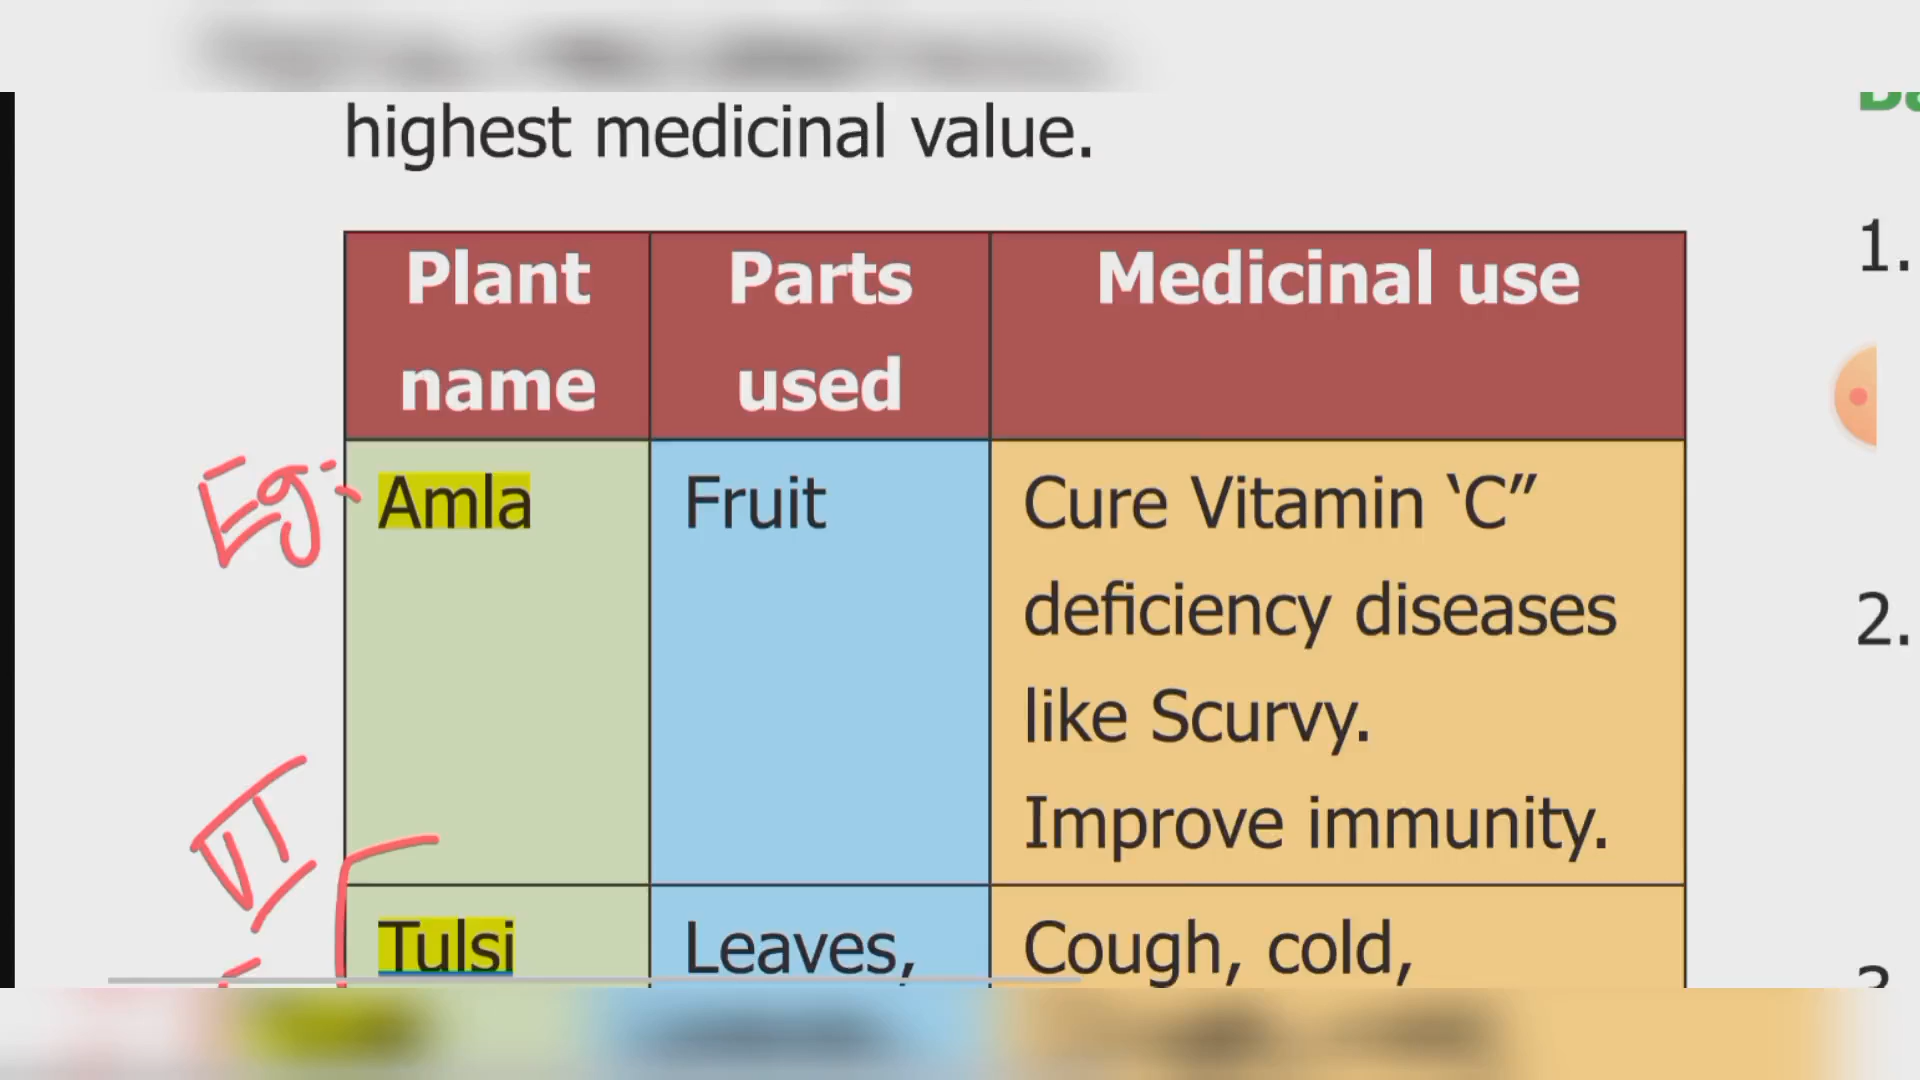 highest medicinal value.
Plant name
Parts used
Medicinal use
Eg:-
Amla
Fruit
Cure Vitamin ‘C”
deficiency diseases
like Scurvy.
Improve immunity.
VI
Tulsi
Leaves,
Cough, cold,
1.
2.